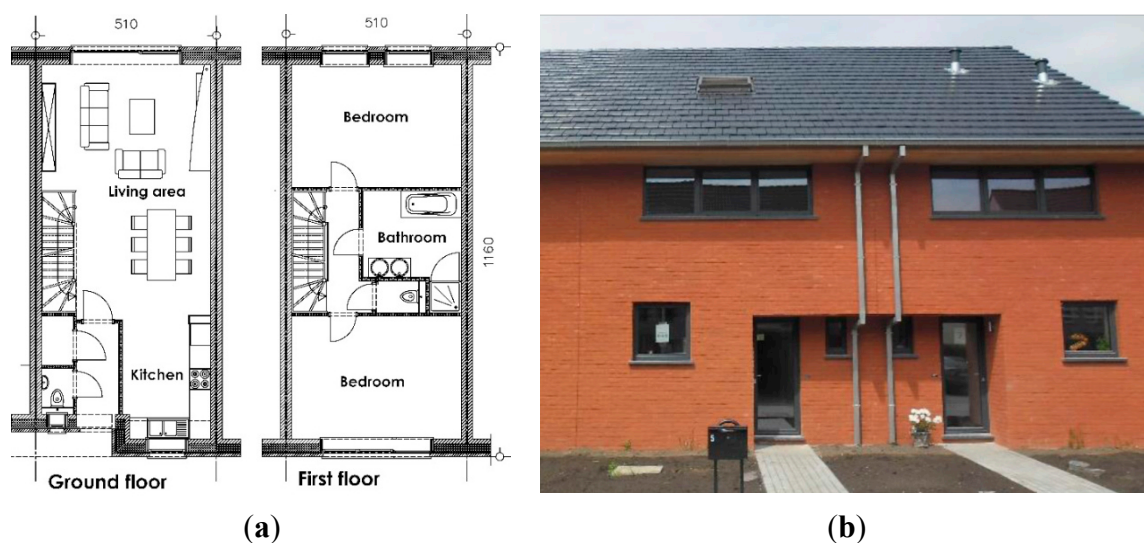 510
510
Bedroom
Living area
Bathroom
1160
Kitchen
Bedroom
Ground floor
First floor
5
(a)
(b)